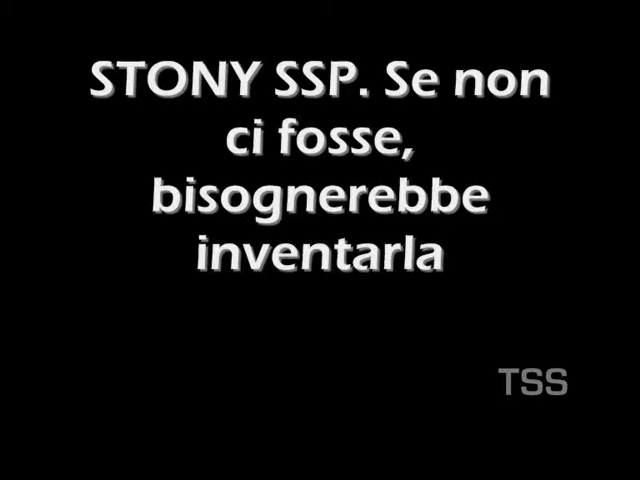 STONY SSP. Se non
ci fosse,
bisognerebbe
inventarla
TSS